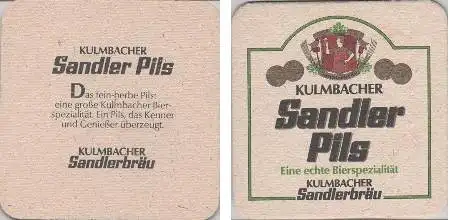 KULMBACHER
Sandler Pils
Das fein-herbe Pils:
eine große Kulmbacher Bier-
spezialität. Ein Pils, das Kenner
und Genießer überzeugt.
KULMBACHER
Sandlerbräu
KULMBACHER
Sandler
Pils
Eine echte Bierspezialität
KULMBACHER
Sandlerbräu